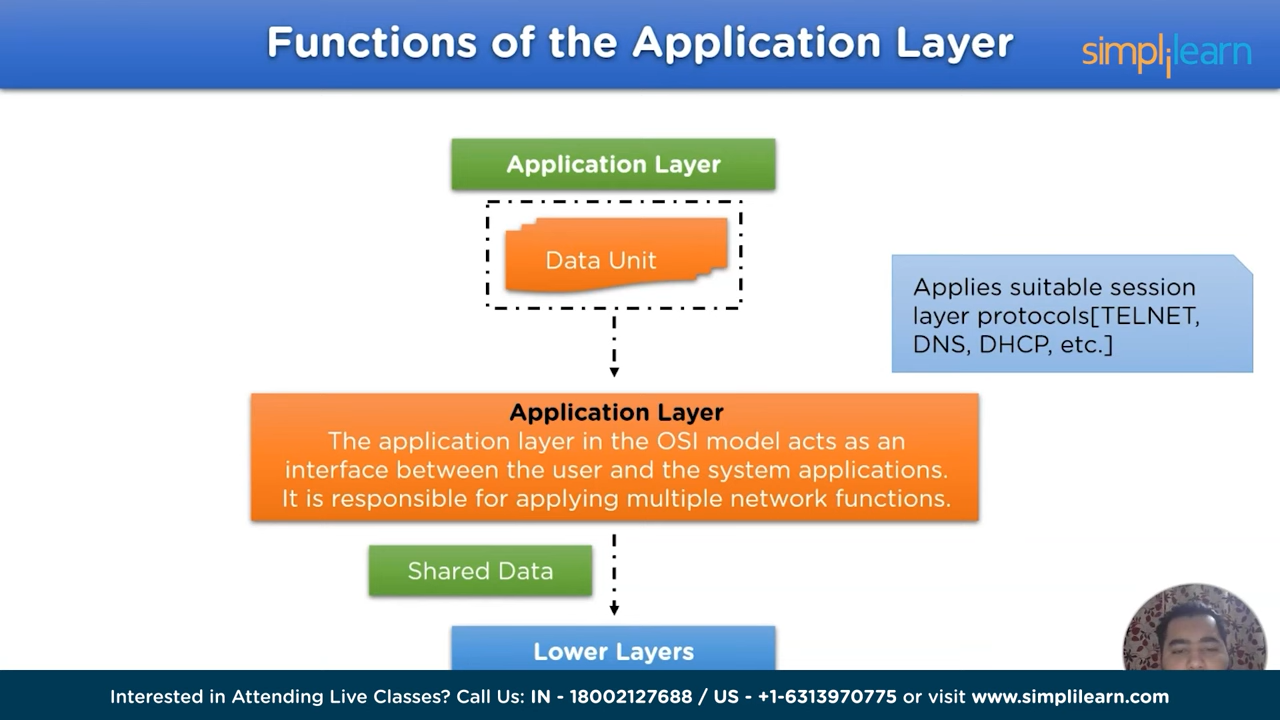 Functions of the Application Layer
simplilearn
Application Layer
Data Unit
Applies suitable session
layer protocols[TELNET,
DNS, DHCP, etc.]
Application Layer
The application layer in the OSI model acts as an
interface between the user and the system applications.
It is responsible for applying multiple network functions.
Shared Data
Lower Layers
Interested in Attending Live Classes? Call Us: IN - 18002127688 / US - +1-6313970775 or visit www.simplilearn.com